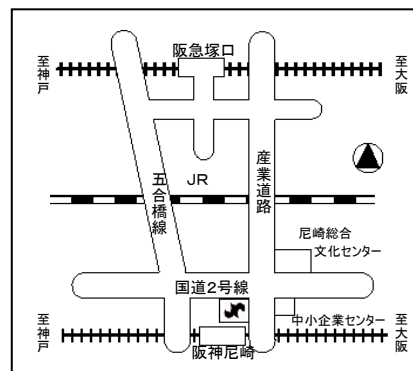 阪急塚口
至神戸
至大阪
五合橋線
産業道路
JR
尼崎総合
文化センター
国道2号線
中小企業センター
至神戸
阪神尼崎
至大阪